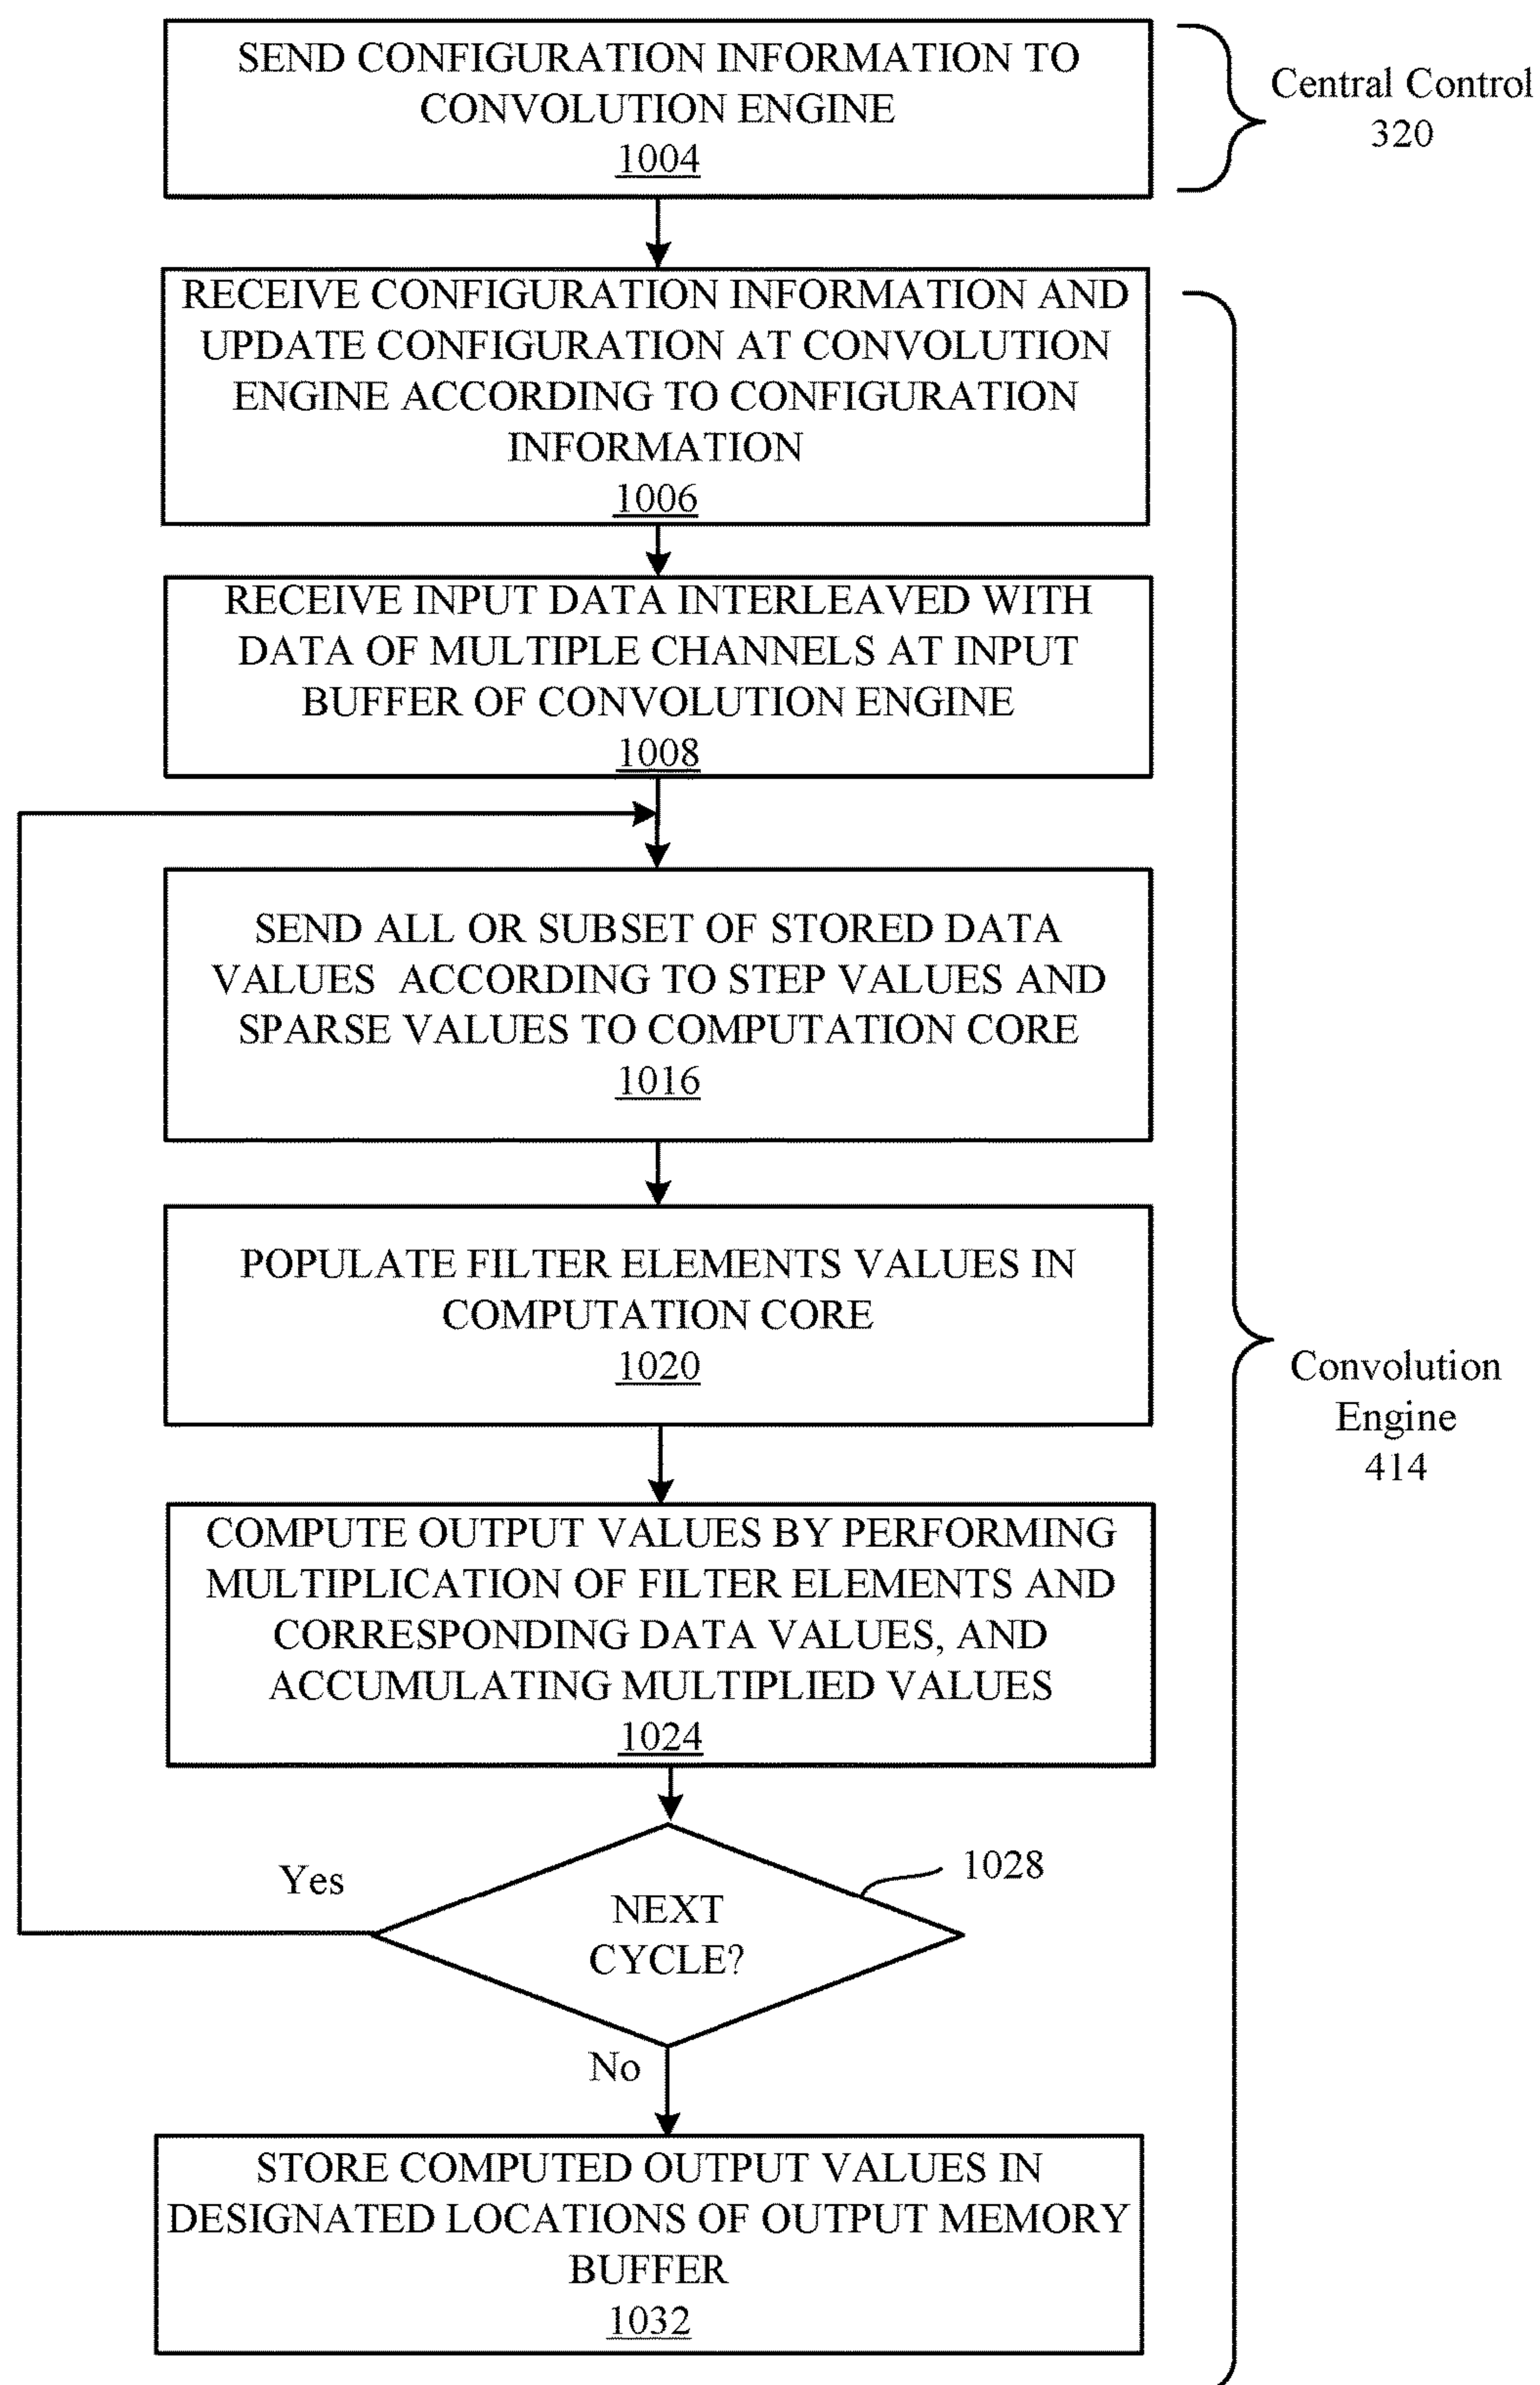 SEND CONFIGURATION INFORMATION TO
CONVOLUTION ENGINE
1004
Central Control
320
RECEIVE CONFIGURATION INFORMATION AND
UPDATE CONFIGURATION AT CONVOLUTION
ENGINE ACCORDING TO CONFIGURATION
INFORMATION
1006
RECEIVE INPUT DATA INTERLEAVED WITH
DATA OF MULTIPLE CHANNELS AT INPUT
BUFFER OF CONVOLUTION ENGINE
1008
SEND ALL OR SUBSET OF STORED DATA
VALUES ACCORDING TO STEP VALUES AND
SPARSE VALUES TO COMPUTATION CORE
1016
POPULATE FILTER ELEMENTS VALUES IN
COMPUTATION CORE
1020
Convolution
Engine
414
COMPUTE OUTPUT VALUES BY PERFORMING
MULTIPLICATION OF FILTER ELEMENTS AND
CORRESPONDING DATA VALUES, AND
ACCUMULATING MULTIPLIED VALUES
1024
1028
Yes
NEXT
CYCLE?
No
STORE COMPUTED OUTPUT VALUES IN
DESIGNATED LOCATIONS OF OUTPUT MEMORY
BUFFER
1032